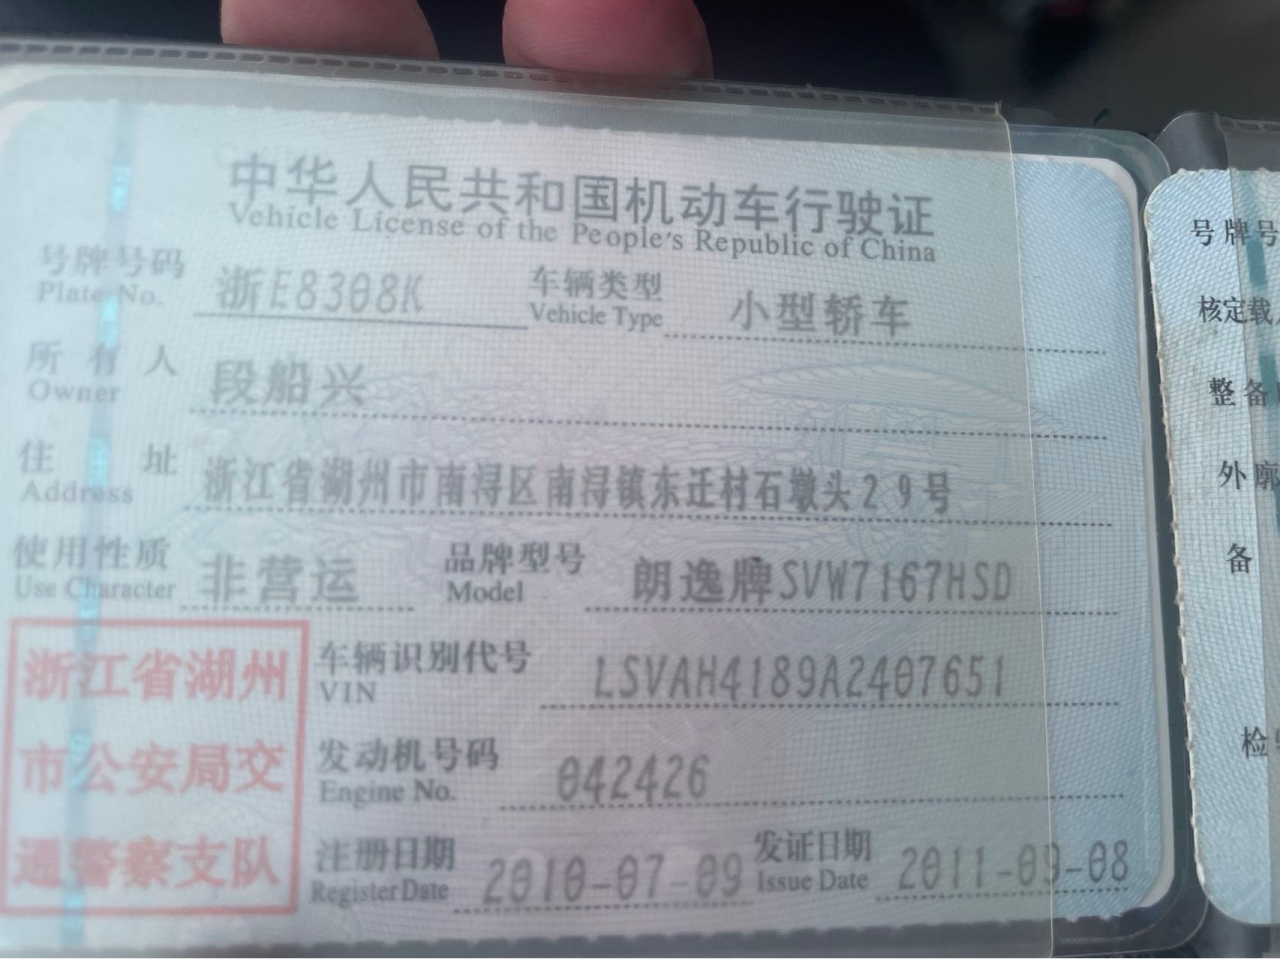 中华人民共和国机动车行驶证
Vehicle License of the People's Republic of China
号牌号码 浙E8308K 车辆类型 小型轿车
Plate No. Vehicle Type
所有人 段船兴
Owner
住址 浙江省湖州市南浔区南浔镇东迁村石墩头29号
Address
使用性质 非营运 品牌型号 朗逸牌SVW7167HSD
Use Character Model
浙江省湖州
市公安局交
通警察支队
车辆识别代号 LSVAH4189A2407651
VIN
发动机号码 042426
Engine No.
注册日期 2010-07-09 发证日期 2011-09-08
Register Date Issue Date
号牌号
核定载
整备
外廓
备
检